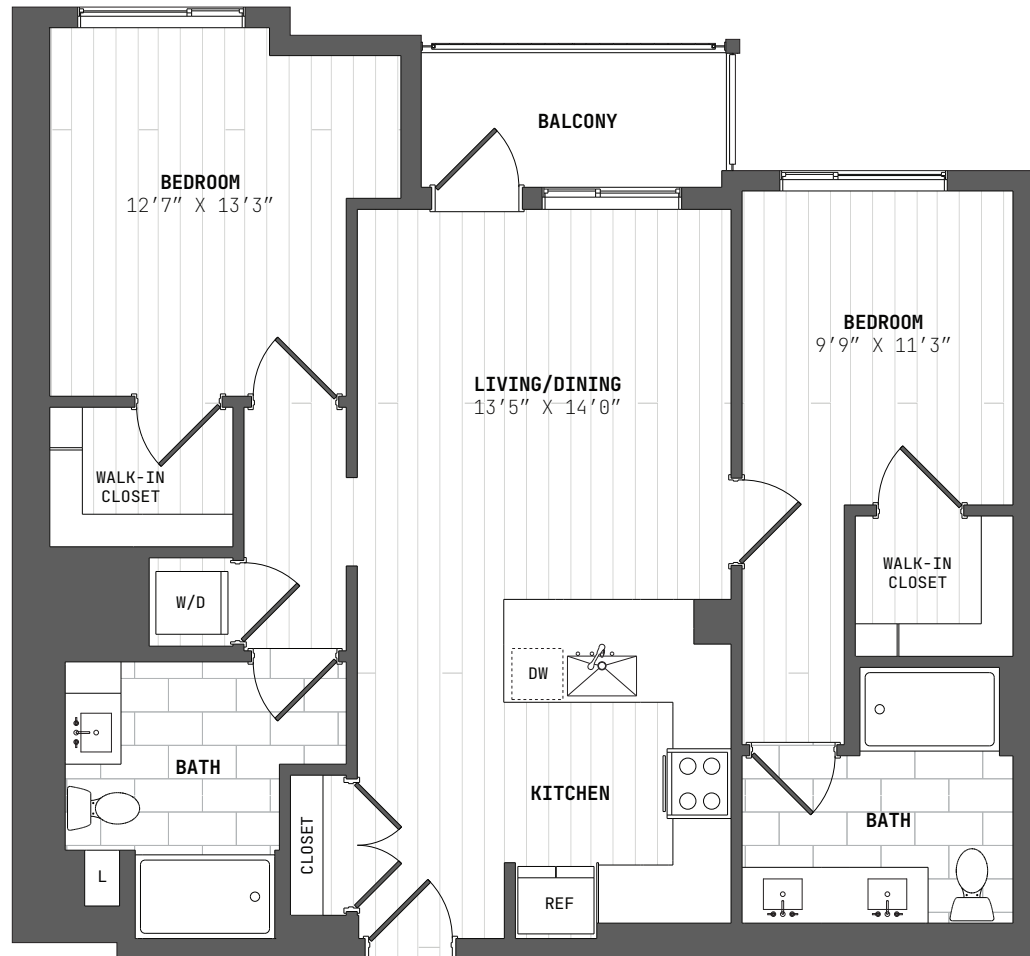 BALCONY
BEDROOM
12’7” X 13’3”
BEDROOM
9’9” X 11’3”
LIVING/DINING
13’5” X 14’0”
WALK-IN
CLOSET
WALK-IN
CLOSET
W/D
DW
BATH
KITCHEN
BATH
CLOSET
L
REF